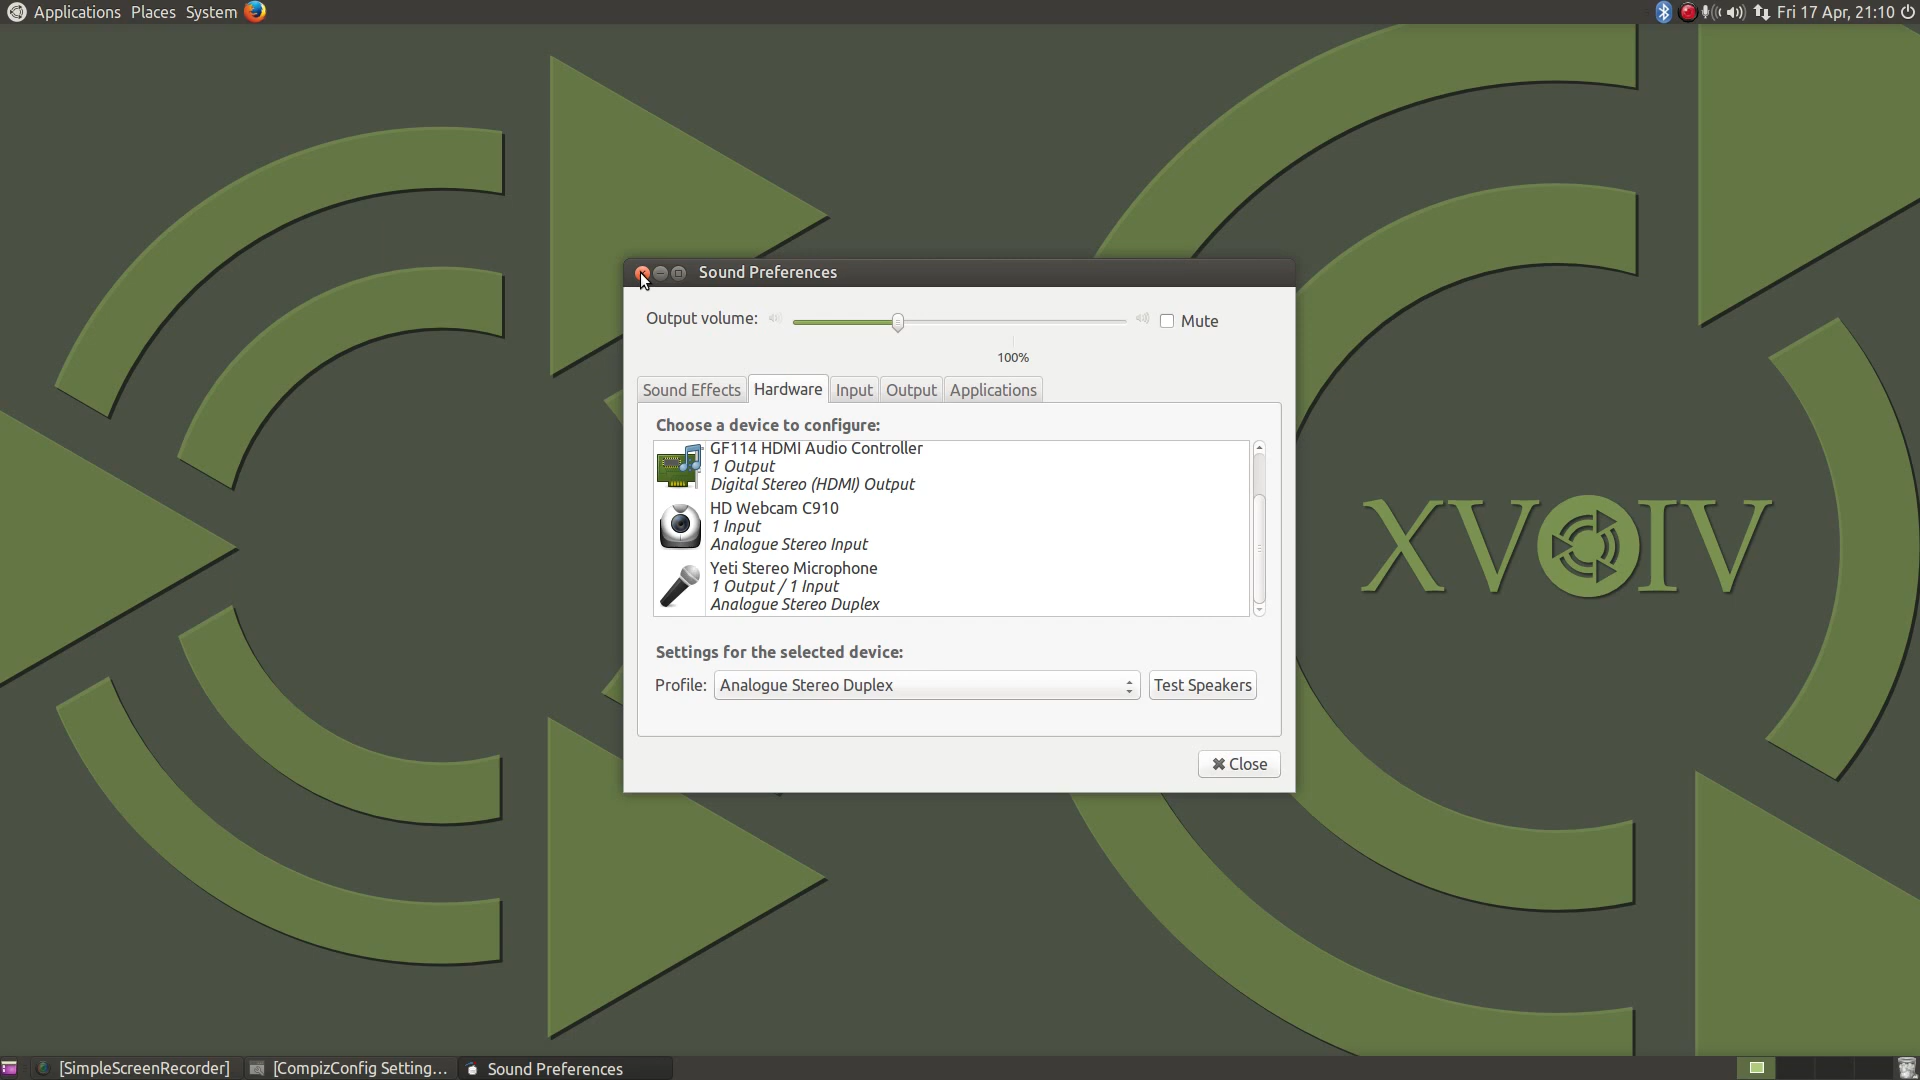 Applications Places System
Fri 17 Apr, 21:10
Sound Preferences
Output volume:
Mute
100%
Sound Effects Hardware Input Output Applications
Choose a device to configure:
GF114 HDMI Audio Controller
1 Output
Digital Stereo (HDMI) Output
HD Webcam C910
1 Input
Analogue Stereo Input
Yeti Stereo Microphone
1 Output / 1 Input
Analogue Stereo Duplex
Settings for the selected device:
Profile: Analogue Stereo Duplex Test Speakers
Close
XV IV
[SimpleScreenRecorder] [CompizConfig Setting... Sound Preferences